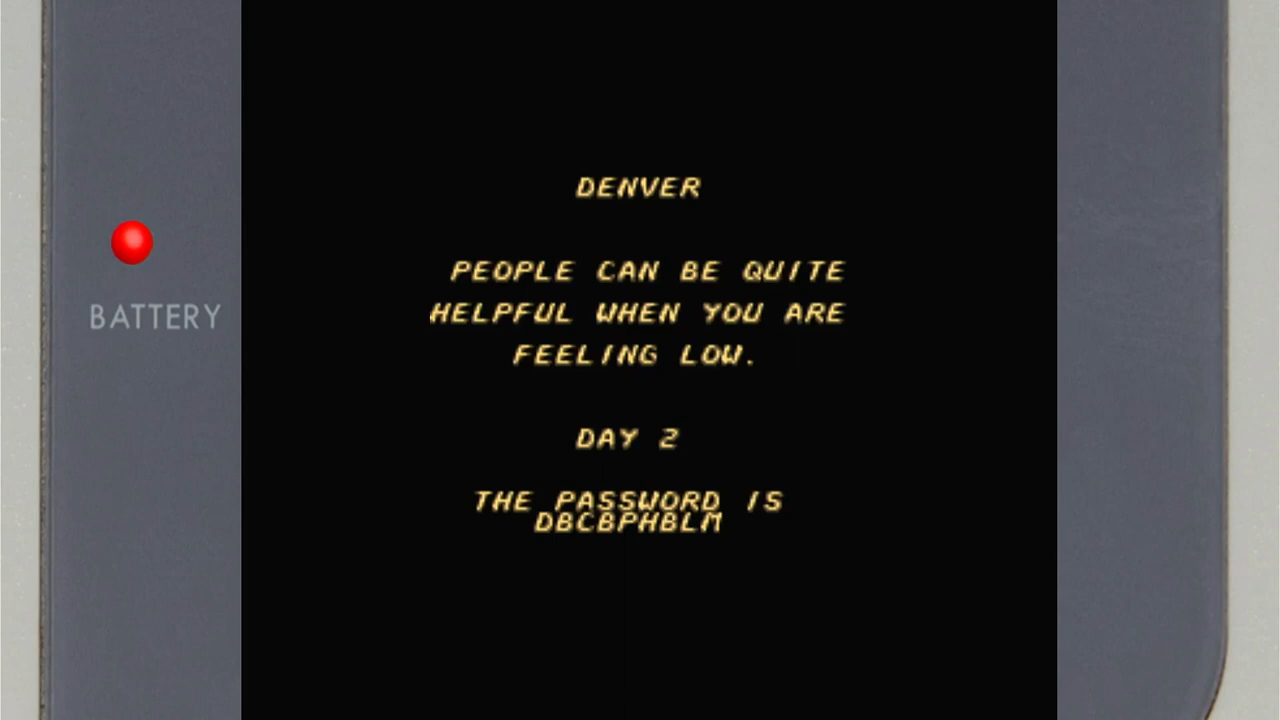 DENVER
PEOPLE CAN BE QUITE
HELPFUL WHEN YOU ARE
FEELING LOW.
BATTERY
DAY 2
THE PASSWORD IS
DBCBPHBLM